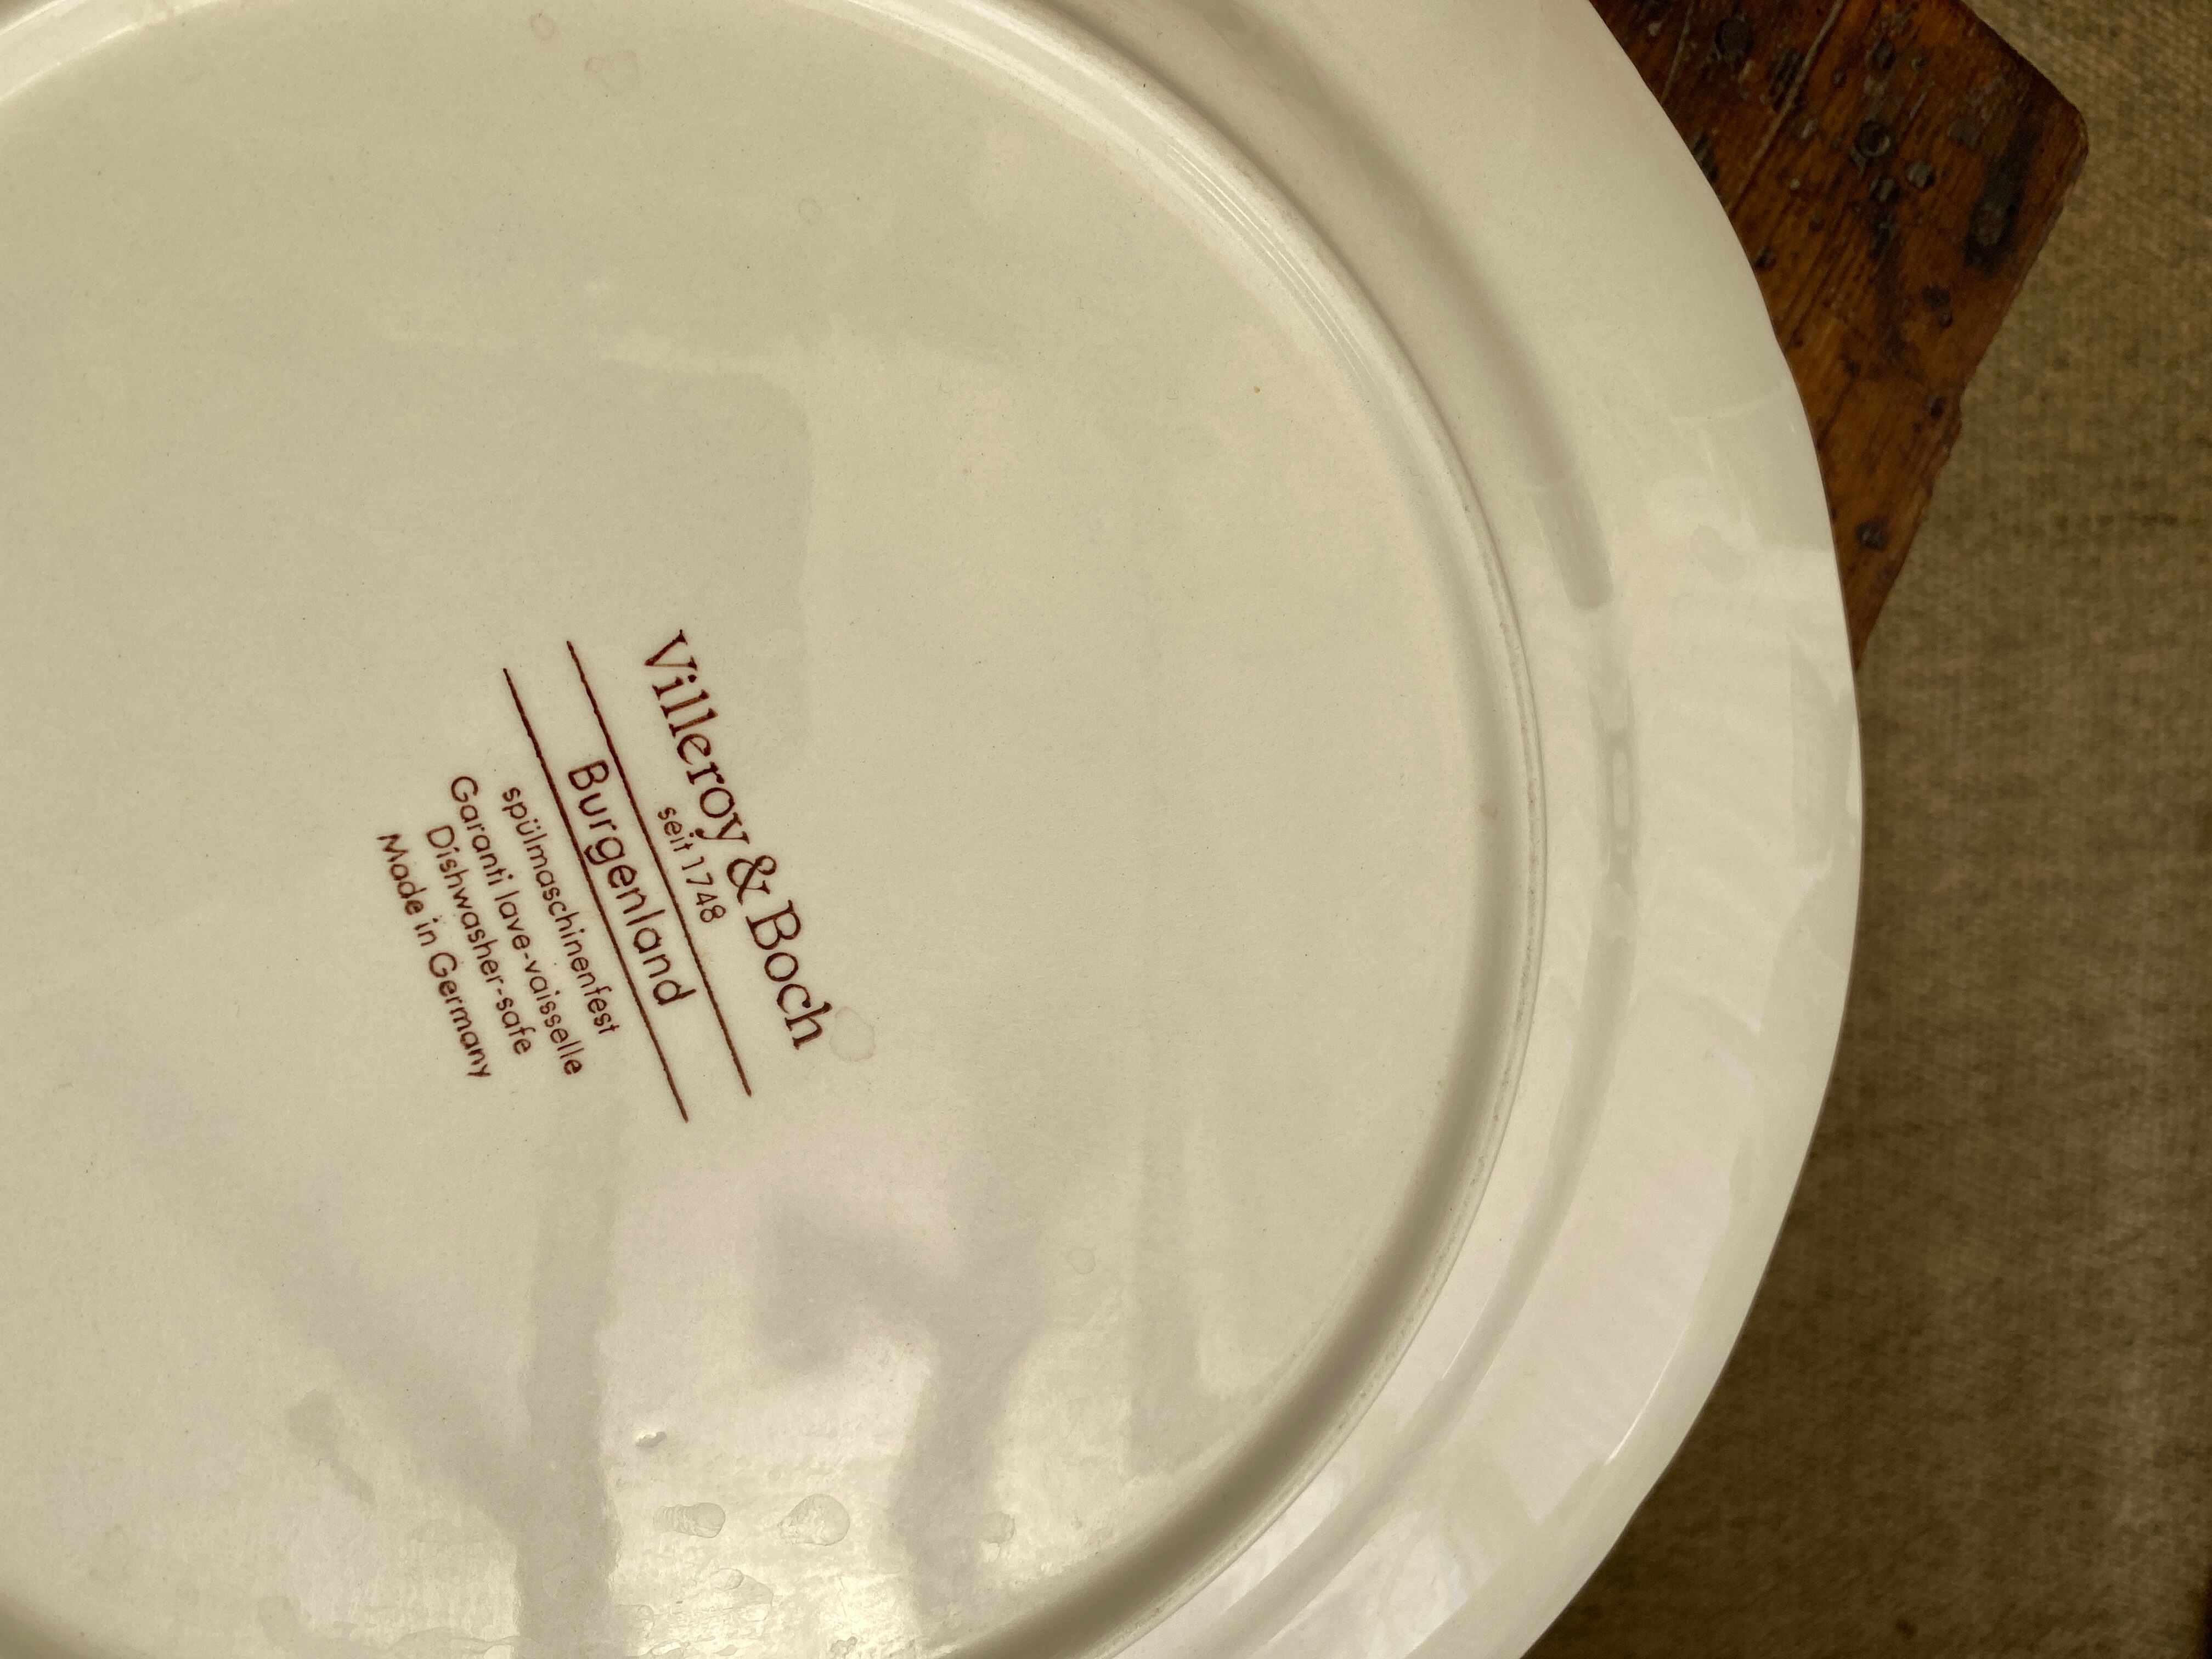 Villeroy & Boch
seit 1748
Burgenland
spülmaschinenfest
Garanti lave-vaisselle
Dishwasher-safe
Made in Germany